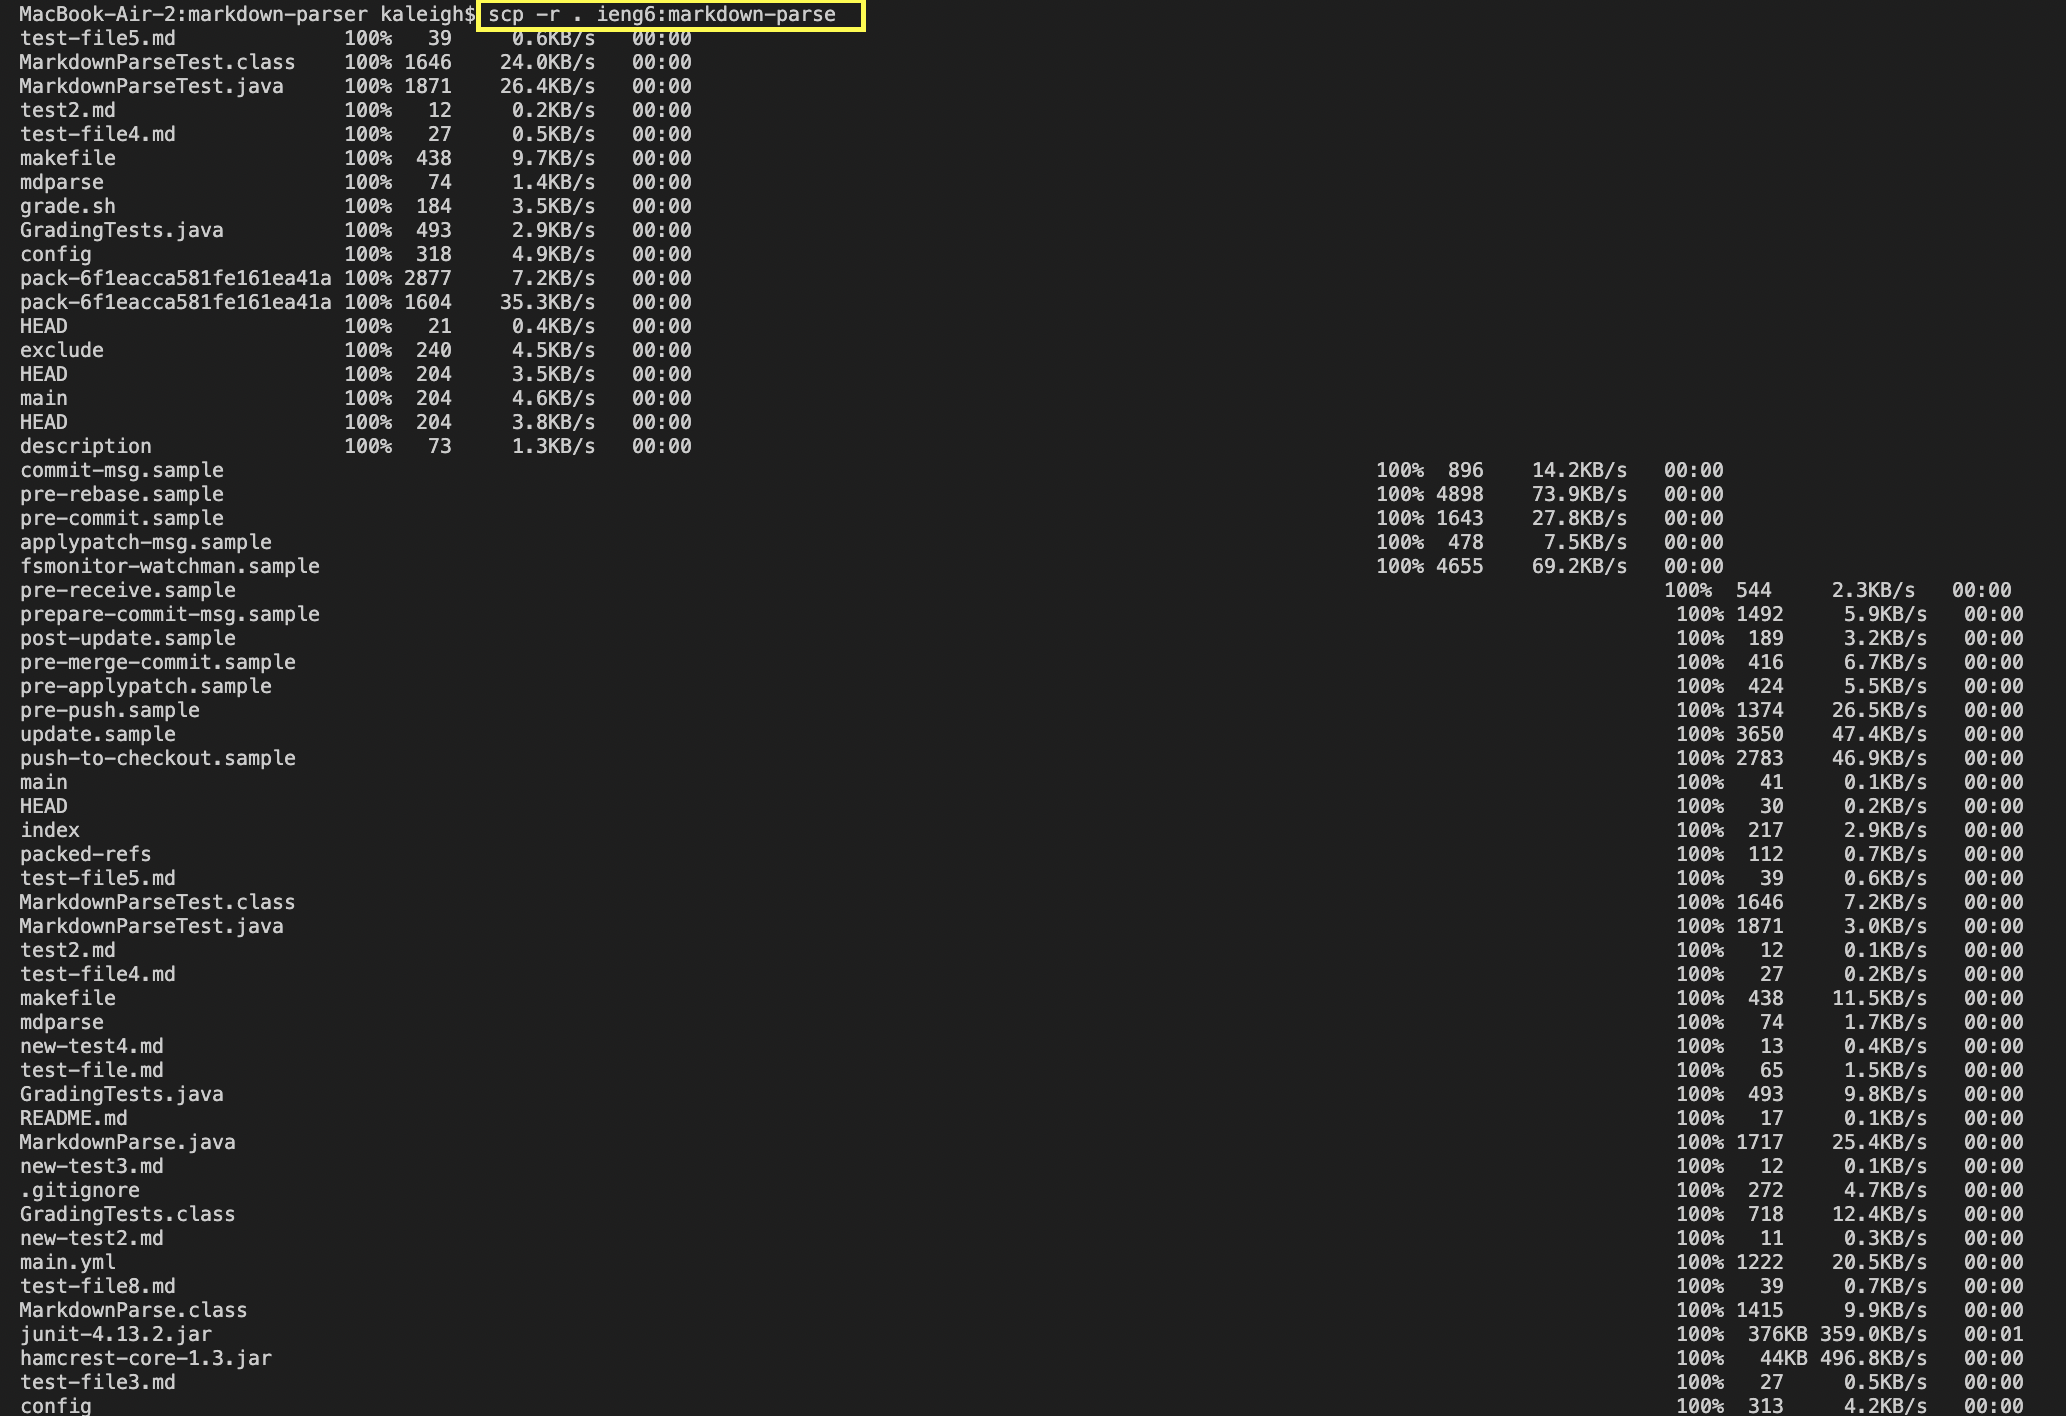 MacBook-Air-2:markdown-parser kaleigh$ scp -r . ieng6:markdown-parse
test-file5.md 100% 39 0.6KB/s 00:00
MarkdownParseTest.class 100% 1646 24.0KB/s 00:00
MarkdownParseTest.java 100% 1871 26.4KB/s 00:00
test2.md 100% 12 0.2KB/s 00:00
test-file4.md 100% 27 0.5KB/s 00:00
makefile 100% 438 9.7KB/s 00:00
mdparse 100% 74 1.4KB/s 00:00
grade.sh 100% 184 3.5KB/s 00:00
GradingTests.java 100% 493 2.9KB/s 00:00
config 100% 318 4.9KB/s 00:00
pack-6f1eacca581fe161ea41a 100% 2877 7.2KB/s 00:00
pack-6f1eacca581fe161ea41a 100% 1604 35.3KB/s 00:00
HEAD 100% 21 0.4KB/s 00:00
exclude 100% 240 4.5KB/s 00:00
HEAD 100% 204 3.5KB/s 00:00
main 100% 204 4.6KB/s 00:00
HEAD 100% 204 3.8KB/s 00:00
description 100% 73 1.3KB/s 00:00
commit-msg.sample 100% 896 14.2KB/s 00:00
pre-rebase.sample 100% 4898 73.9KB/s 00:00
pre-commit.sample 100% 1643 27.8KB/s 00:00
applypatch-msg.sample 100% 478 7.5KB/s 00:00
fsmonitor-watchman.sample 100% 4655 69.2KB/s 00:00
pre-receive.sample 100% 544 2.3KB/s 00:00
prepare-commit-msg.sample 100% 1492 5.9KB/s 00:00
post-update.sample 100% 189 3.2KB/s 00:00
pre-merge-commit.sample 100% 416 6.7KB/s 00:00
pre-applypatch.sample 100% 424 5.5KB/s 00:00
pre-push.sample 100% 1374 26.5KB/s 00:00
update.sample 100% 3650 47.4KB/s 00:00
push-to-checkout.sample 100% 2783 46.9KB/s 00:00
main 100% 41 0.1KB/s 00:00
HEAD 100% 30 0.2KB/s 00:00
index 100% 217 2.9KB/s 00:00
packed-refs 100% 112 0.7KB/s 00:00
test-file5.md 100% 39 0.6KB/s 00:00
MarkdownParseTest.class 100% 1646 7.2KB/s 00:00
MarkdownParseTest.java 100% 1871 3.0KB/s 00:00
test2.md 100% 12 0.1KB/s 00:00
test-file4.md 100% 27 0.2KB/s 00:00
makefile 100% 438 11.5KB/s 00:00
mdparse 100% 74 1.7KB/s 00:00
new-test4.md 100% 13 0.4KB/s 00:00
test-file.md 100% 65 1.5KB/s 00:00
GradingTests.java 100% 493 9.8KB/s 00:00
README.md 100% 17 0.1KB/s 00:00
MarkdownParse.java 100% 1717 25.4KB/s 00:00
new-test3.md 100% 12 0.1KB/s 00:00
.gitignore 100% 272 4.7KB/s 00:00
GradingTests.class 100% 718 12.4KB/s 00:00
new-test2.md 100% 11 0.3KB/s 00:00
main.yml 100% 1222 20.5KB/s 00:00
test-file8.md 100% 39 0.7KB/s 00:00
MarkdownParse.class 100% 1415 9.9KB/s 00:00
junit-4.13.2.jar 100% 376KB 359.0KB/s 00:01
hamcrest-core-1.3.jar 100% 44KB 496.8KB/s 00:00
test-file3.md 100% 27 0.5KB/s 00:00
config 100% 313 4.2KB/s 00:00